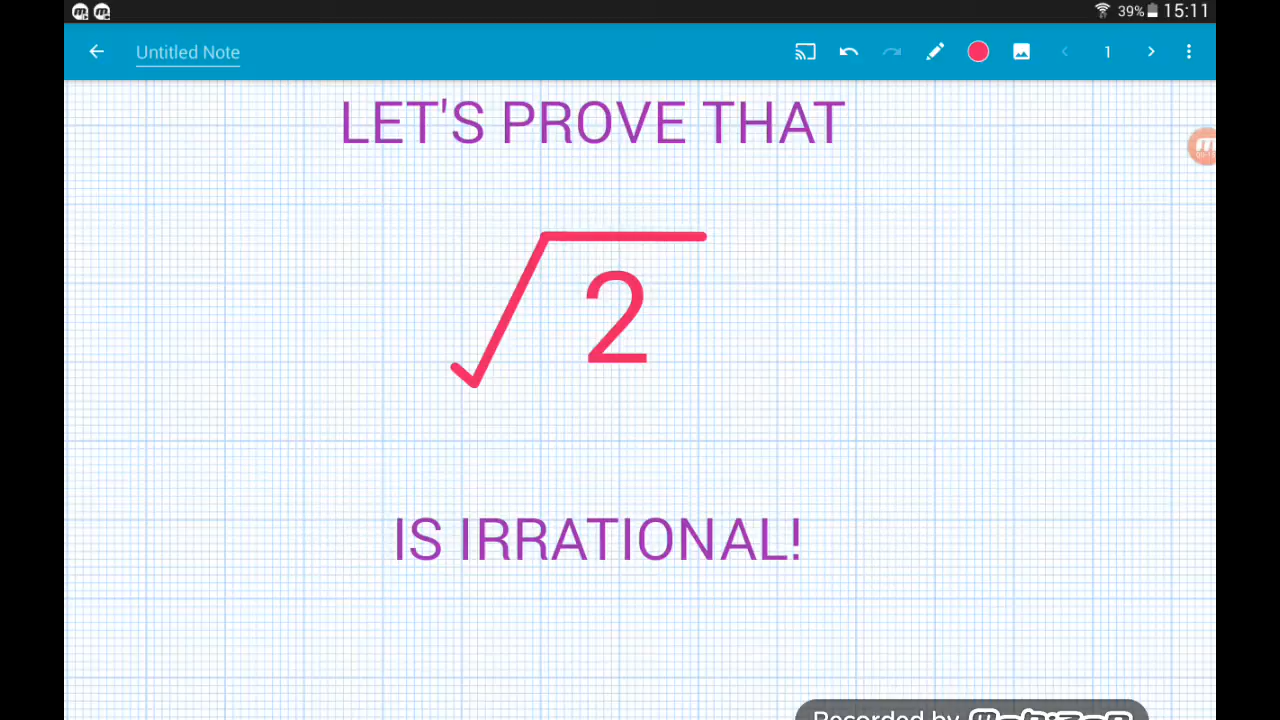 39% 15:11
Untitled Note 1
LET'S PROVE THAT
√2
IS IRRATIONAL!
Recorded by